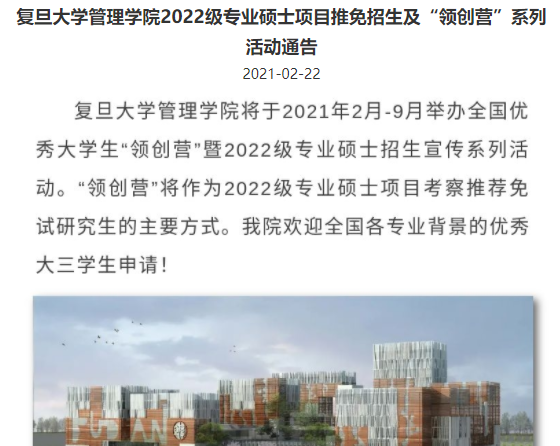 复旦大学管理学院2022级专业硕士项目推免招生及“领创营”系列
活动通告
2021-02-22
复旦大学管理学院将于2021年2月-9月举办全国优
秀大学生“领创营”暨2022级专业硕士招生宣传系列活
动。“领创营”将作为2022级专业硕士项目考察推荐免
试研究生的主要方式。我院欢迎全国各专业背景的优秀
大三学生申请！